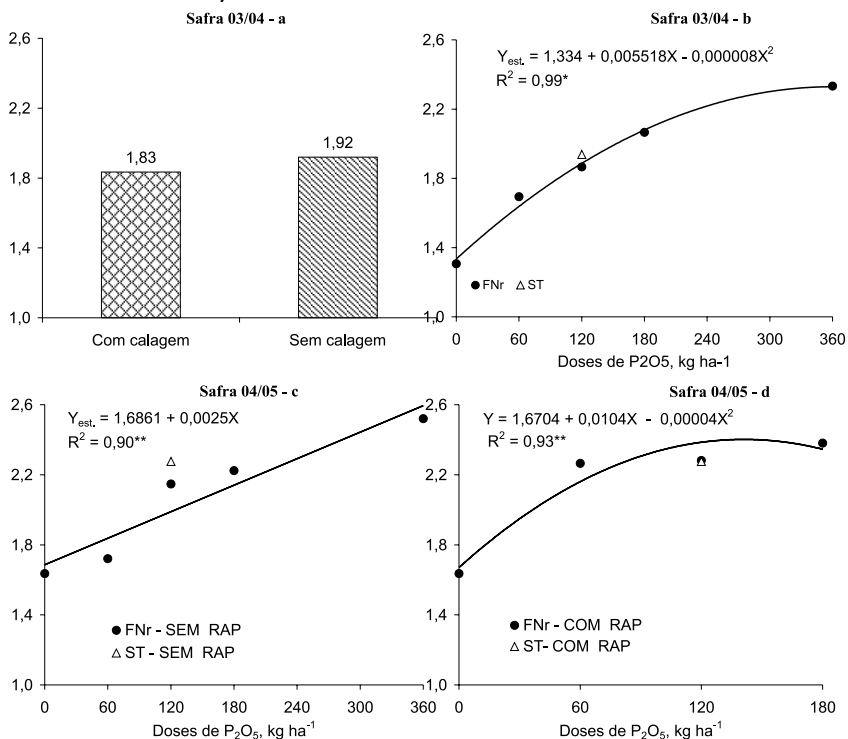 Safra 03/04 - a
2,6
2,2
1,8
1,4
1,0
1,83
1,92
Com calagem
Sem calagem
Safra 03/04 - b
2,6
2,2
1,8
1,4
1,0
Yest. = 1,334 + 0,005518X - 0,000008X²
R² = 0,99*
FNr ST
0 60 120 180 240 300 360
Doses de P2O5, kg ha-1
Safra 04/05 - c
2,6
2,2
1,8
1,4
1,0
Yest. = 1,6861 + 0,0025X
R² = 0,90**
FNr - SEM RAP
ST - SEM RAP
0 60 120 180 240 300 360
Doses de P₂O₅, kg ha⁻¹
Safra 04/05 - d
2,6
2,2
1,8
1,4
1,0
Y = 1,6704 + 0,0104X - 0,00004X²
R² = 0,93**
FNr - COM RAP
ST- COM RAP
0 60 120 180
Doses de P₂O₅, kg ha⁻¹